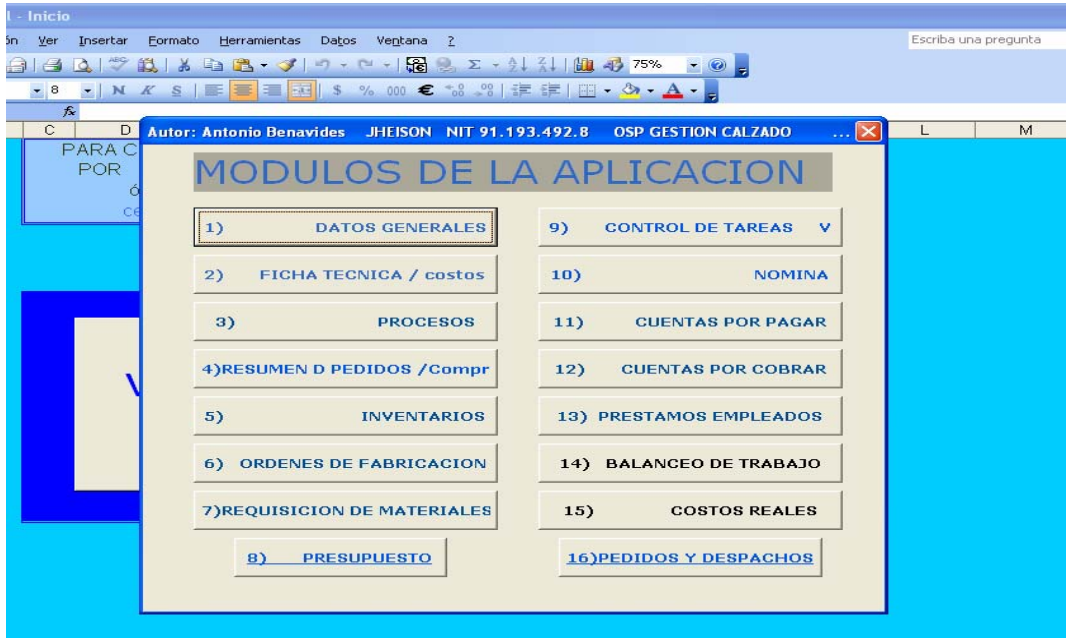 l - Inicio
ón Ver Insertar Formato Herramientas Datos Ventana ? Escriba una pregunta
75%
8 N K S $ % 000 €
fx
C D L M
PARA C
POR
ó
ce
V
Autor: Antonio Benavides JHEISON NIT 91.193.492.8 OSP GESTION CALZADO ...
MODULOS DE LA APLICACION
1) DATOS GENERALES
2) FICHA TECNICA / costos
3) PROCESOS
4)RESUMEN D PEDIDOS /Compr
5) INVENTARIOS
6) ORDENES DE FABRICACION
7)REQUISICION DE MATERIALES
8) PRESUPUESTO
9) CONTROL DE TAREAS V
10) NOMINA
11) CUENTAS POR PAGAR
12) CUENTAS POR COBRAR
13) PRESTAMOS EMPLEADOS
14) BALANCEO DE TRABAJO
15) COSTOS REALES
16)PEDIDOS Y DESPACHOS